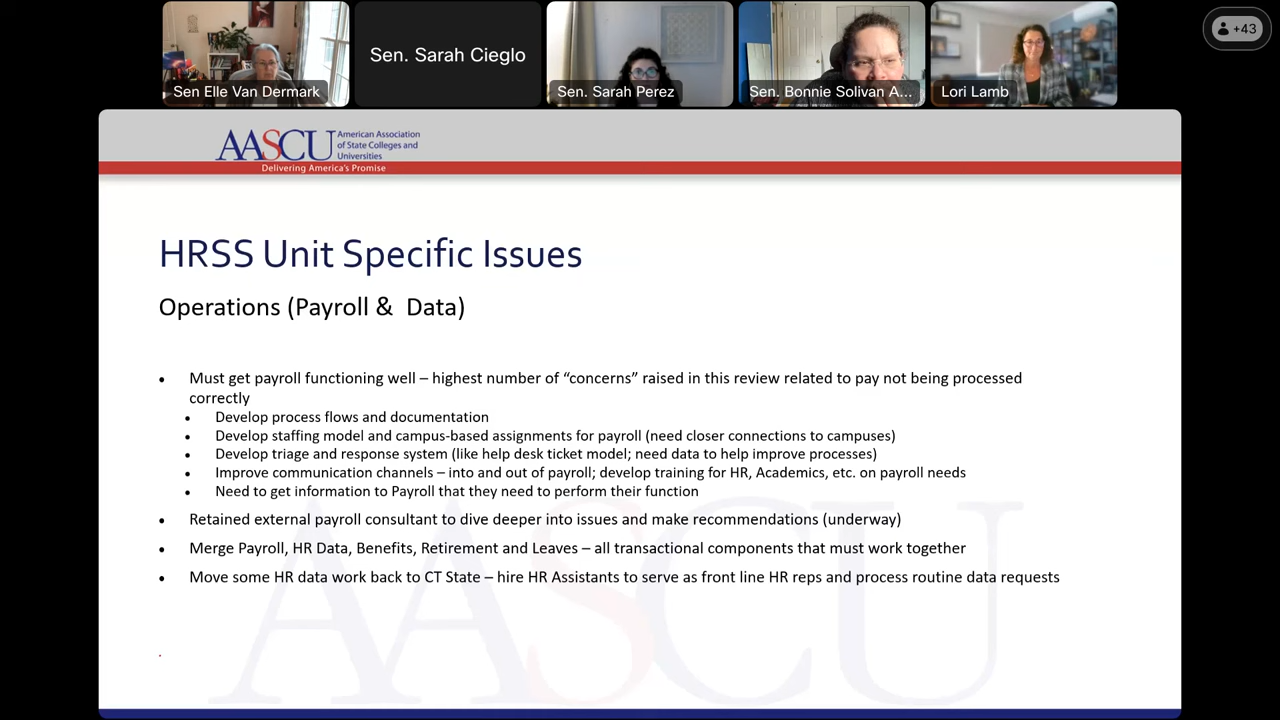 Sen Elle Van Dermark
Sen. Sarah Cieglo
Sen. Sarah Perez
Sen. Bonnie Solivan A...
Lori Lamb
+43
AASCU
American Association
of State Colleges and
Universities
Delivering America's Promise
HRSS Unit Specific Issues
Operations (Payroll &  Data)
• Must get payroll functioning well – highest number of “concerns” raised in this review related to pay not being processed
correctly
• Develop process flows and documentation
• Develop staffing model and campus-based assignments for payroll (need closer connections to campuses)
• Develop triage and response system (like help desk ticket model; need data to help improve processes)
• Improve communication channels – into and out of payroll; develop training for HR, Academics, etc. on payroll needs
• Need to get information to Payroll that they need to perform their function
• Retained external payroll consultant to dive deeper into issues and make recommendations (underway)
• Merge Payroll, HR Data, Benefits, Retirement and Leaves – all transactional components that must work together
• Move some HR data work back to CT State – hire HR Assistants to serve as front line HR reps and process routine data requests
.
AASCU